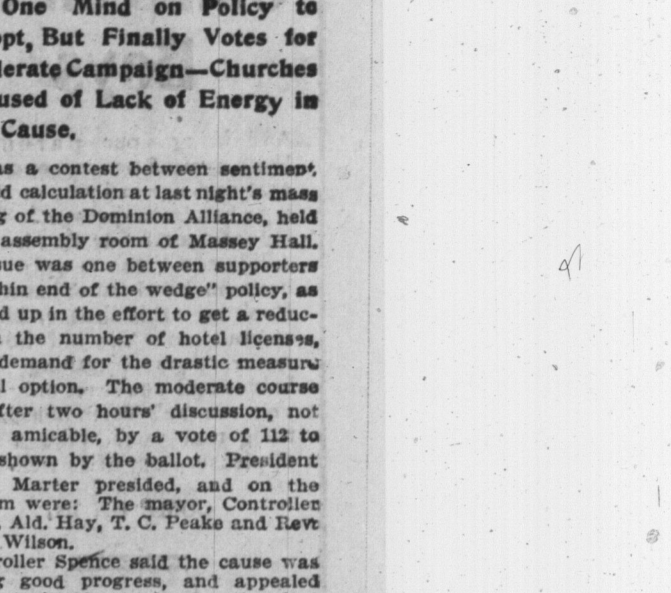 One Mind on Policy to
pt, But Finally Votes for
lerate Campaign—Churches
used of Lack of Energy in
Cause.
as a contest between sentiment
d calculation at last night's mass
g of the Dominion Alliance, held
assembly room of Massey Hall.
sue was one between supporters
hin end of the wedge" policy, as
d up in the effort to get a reduc-
the number of hotel licenses,
demand for the drastic measure
l option. The moderate course
fter two hours' discussion, not
amicable, by a vote of 112 to
shown by the ballot. President
Marter presided, and on the
m were: The mayor, Controller
Ald. Hay, T. C. Peake and Rev.
Wilson.
roller Spence said the cause was
g good progress, and appealed